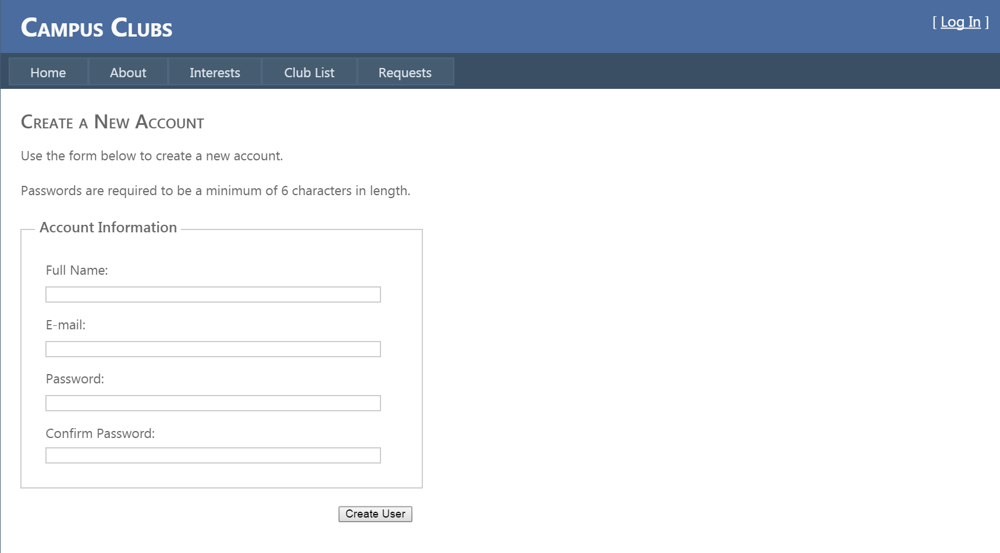 Campus Clubs
[ Log In ]
Home About Interests Club List Requests
Create a New Account
Use the form below to create a new account.
Passwords are required to be a minimum of 6 characters in length.
Account Information
Full Name:
E-mail:
Password:
Confirm Password:
Create User